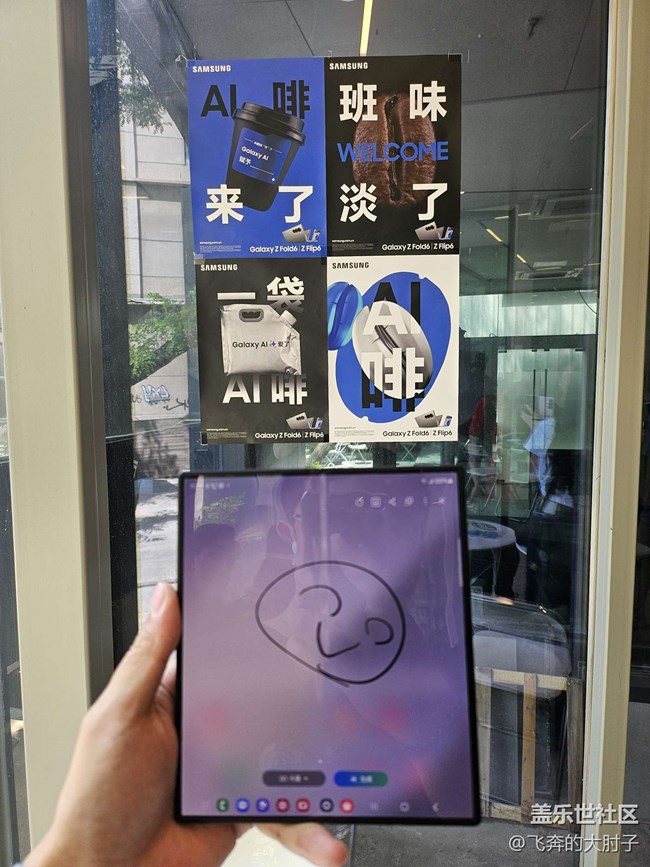 SAMSUNG
AI 啡
Galaxy AI
来 了
Galaxy Z Fold6 | Z Flip6
SAMSUNG
班 味
WELCOME
淡 了
Galaxy Z Fold6 | Z Flip6
SAMSUNG
一袋
Galaxy AI 爱了
AI 啡
Galaxy Z Fold6 | Z Flip6
SAMSUNG
AI
啡
Galaxy Z Fold6 | Z Flip6
盖乐世社区
@飞奔的大肘子